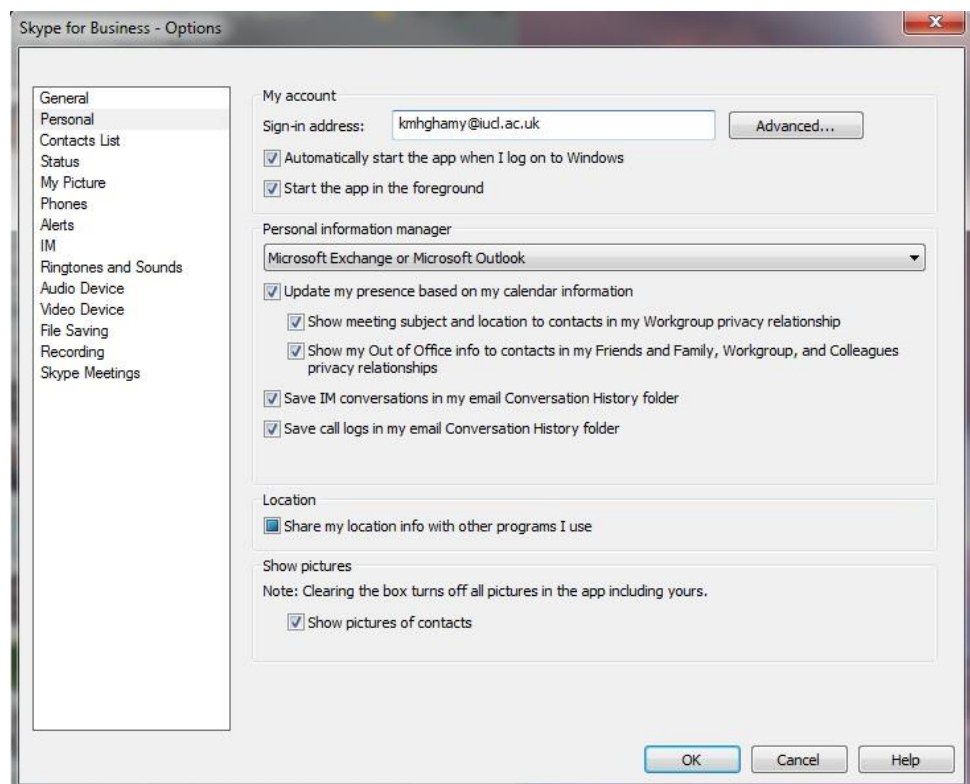 Skype for Business - Options
General
Personal
Contacts List
Status
My Picture
Phones
Alerts
IM
Ringtones and Sounds
Audio Device
Video Device
File Saving
Recording
Skype Meetings
My account
Sign-in address:
kmhghamy@iucl.ac.uk
Advanced...
Automatically start the app when I log on to Windows
Start the app in the foreground
Personal information manager
Microsoft Exchange or Microsoft Outlook
Update my presence based on my calendar information
Show meeting subject and location to contacts in my Workgroup privacy relationship
Show my Out of Office info to contacts in my Friends and Family, Workgroup, and Colleagues
privacy relationships
Save IM conversations in my email Conversation History folder
Save call logs in my email Conversation History folder
Location
Share my location info with other programs I use
Show pictures
Note: Clearing the box turns off all pictures in the app including yours.
Show pictures of contacts
OK
Cancel
Help